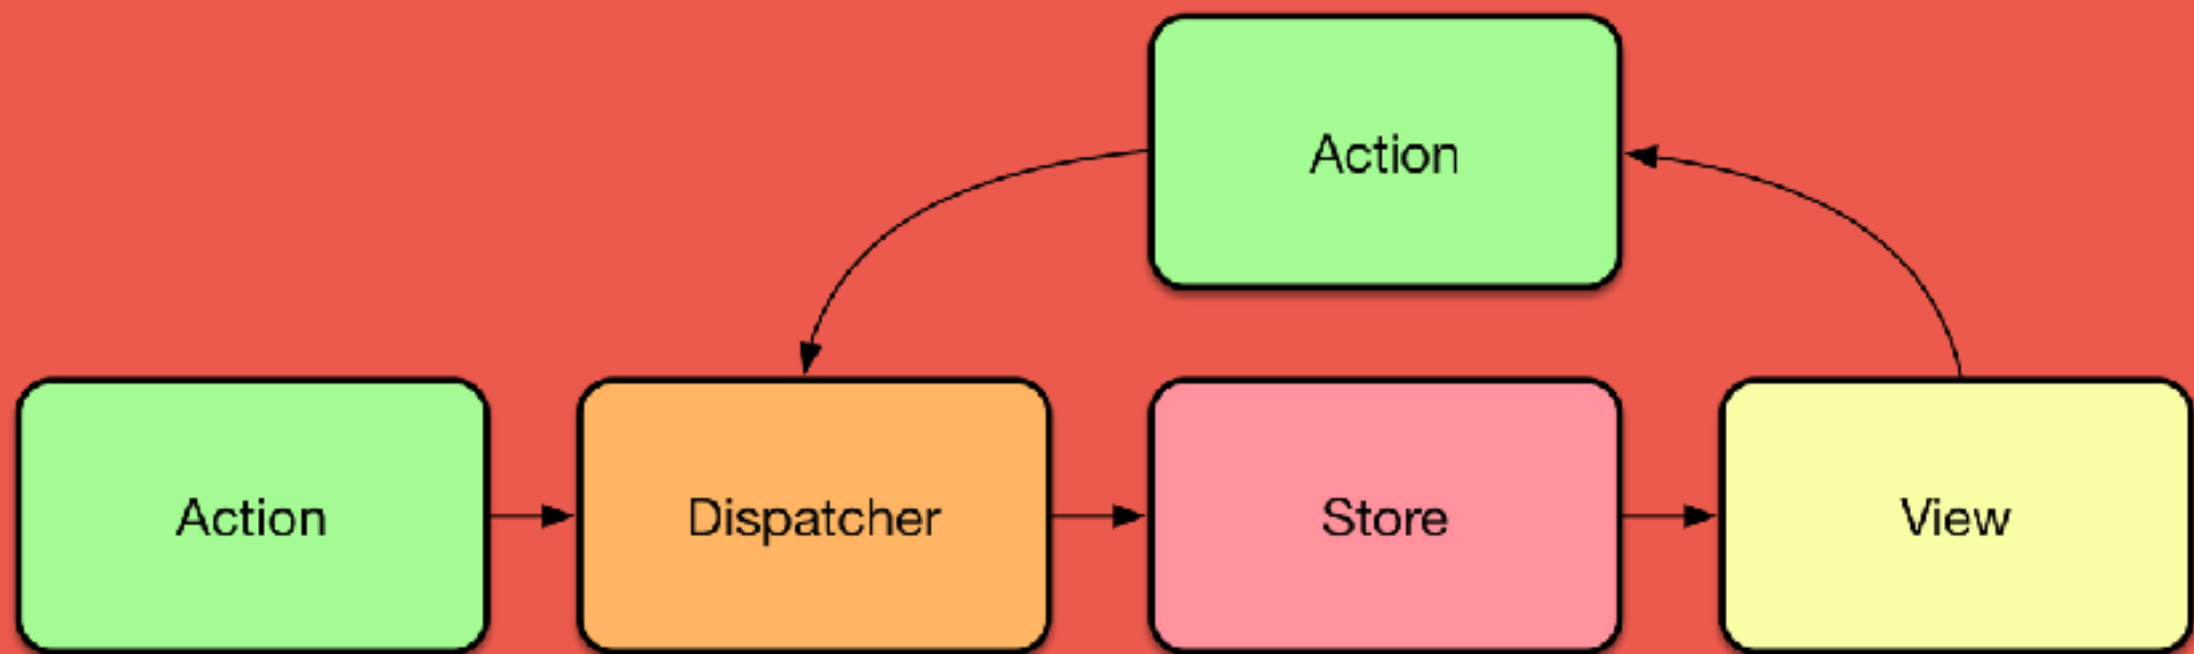 Action
Action
Dispatcher
Store
View